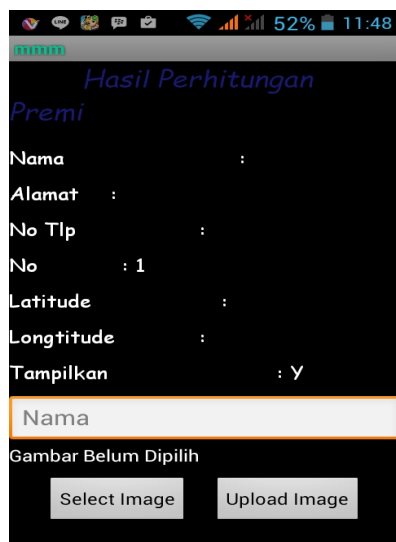 52% 11:48
mmm
Hasil Perhitungan
Premi
Nama :
Alamat :
No Tlp :
No : 1
Latitude :
Longtitude :
Tampilkan : Y
Nama
Gambar Belum Dipilih
Select Image Upload Image